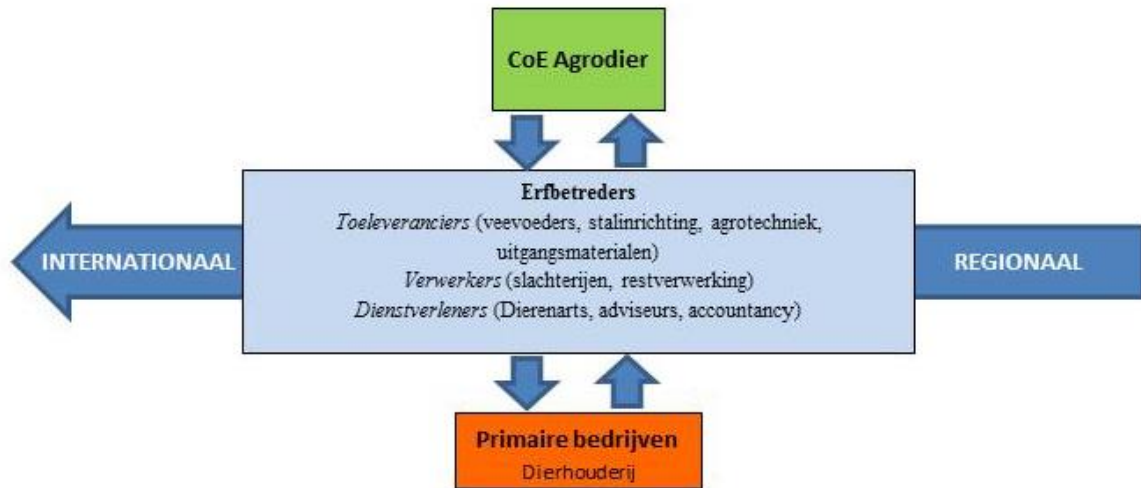 CoE Agrodier
Erfbetreders
Toeleveranciers (veevoeders, stalinrichting, agrotechniek,
uitgangsmaterialen)
Verwerkers (slachterijen, restverwerking)
Dienstverleners (Dierenarts, adviseurs, accountancy)
INTERNATIONAAL
REGIONAAL
Primaire bedrijven
Dierhouderij